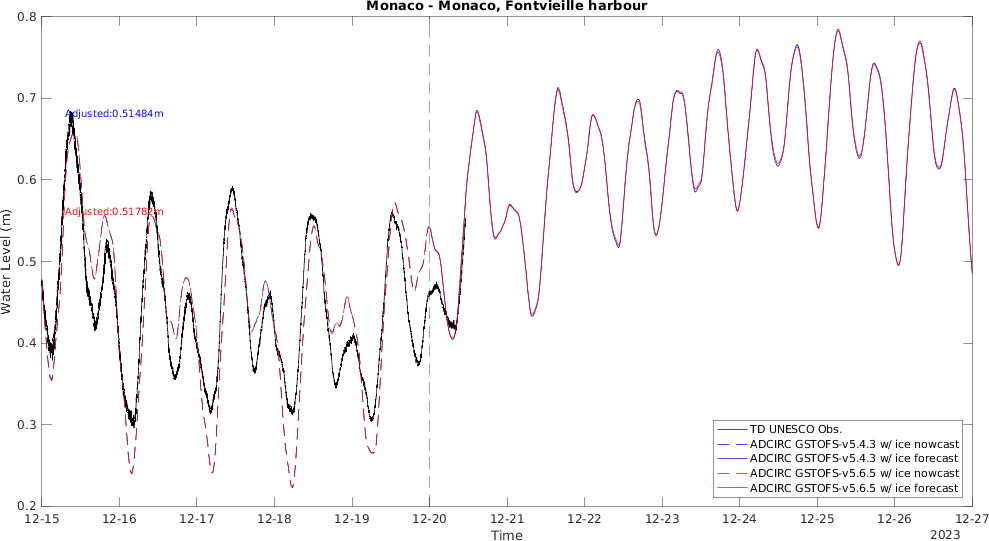 Monaco - Monaco, Fontvieille harbour
Water Level (m)
0.8
0.7
0.6
0.5
0.4
0.3
0.2
Adjusted:0.51484m
Adjusted:0.51782m
TD UNESCO Obs.
ADCIRC GSTOFS-v5.4.3 w/ ice nowcast
ADCIRC GSTOFS-v5.4.3 w/ ice forecast
ADCIRC GSTOFS-v5.6.5 w/ ice nowcast
ADCIRC GSTOFS-v5.6.5 w/ ice forecast
12-15 12-16 12-17 12-18 12-19 12-20 12-21 12-22 12-23 12-24 12-25 12-26 12-27
Time
2023